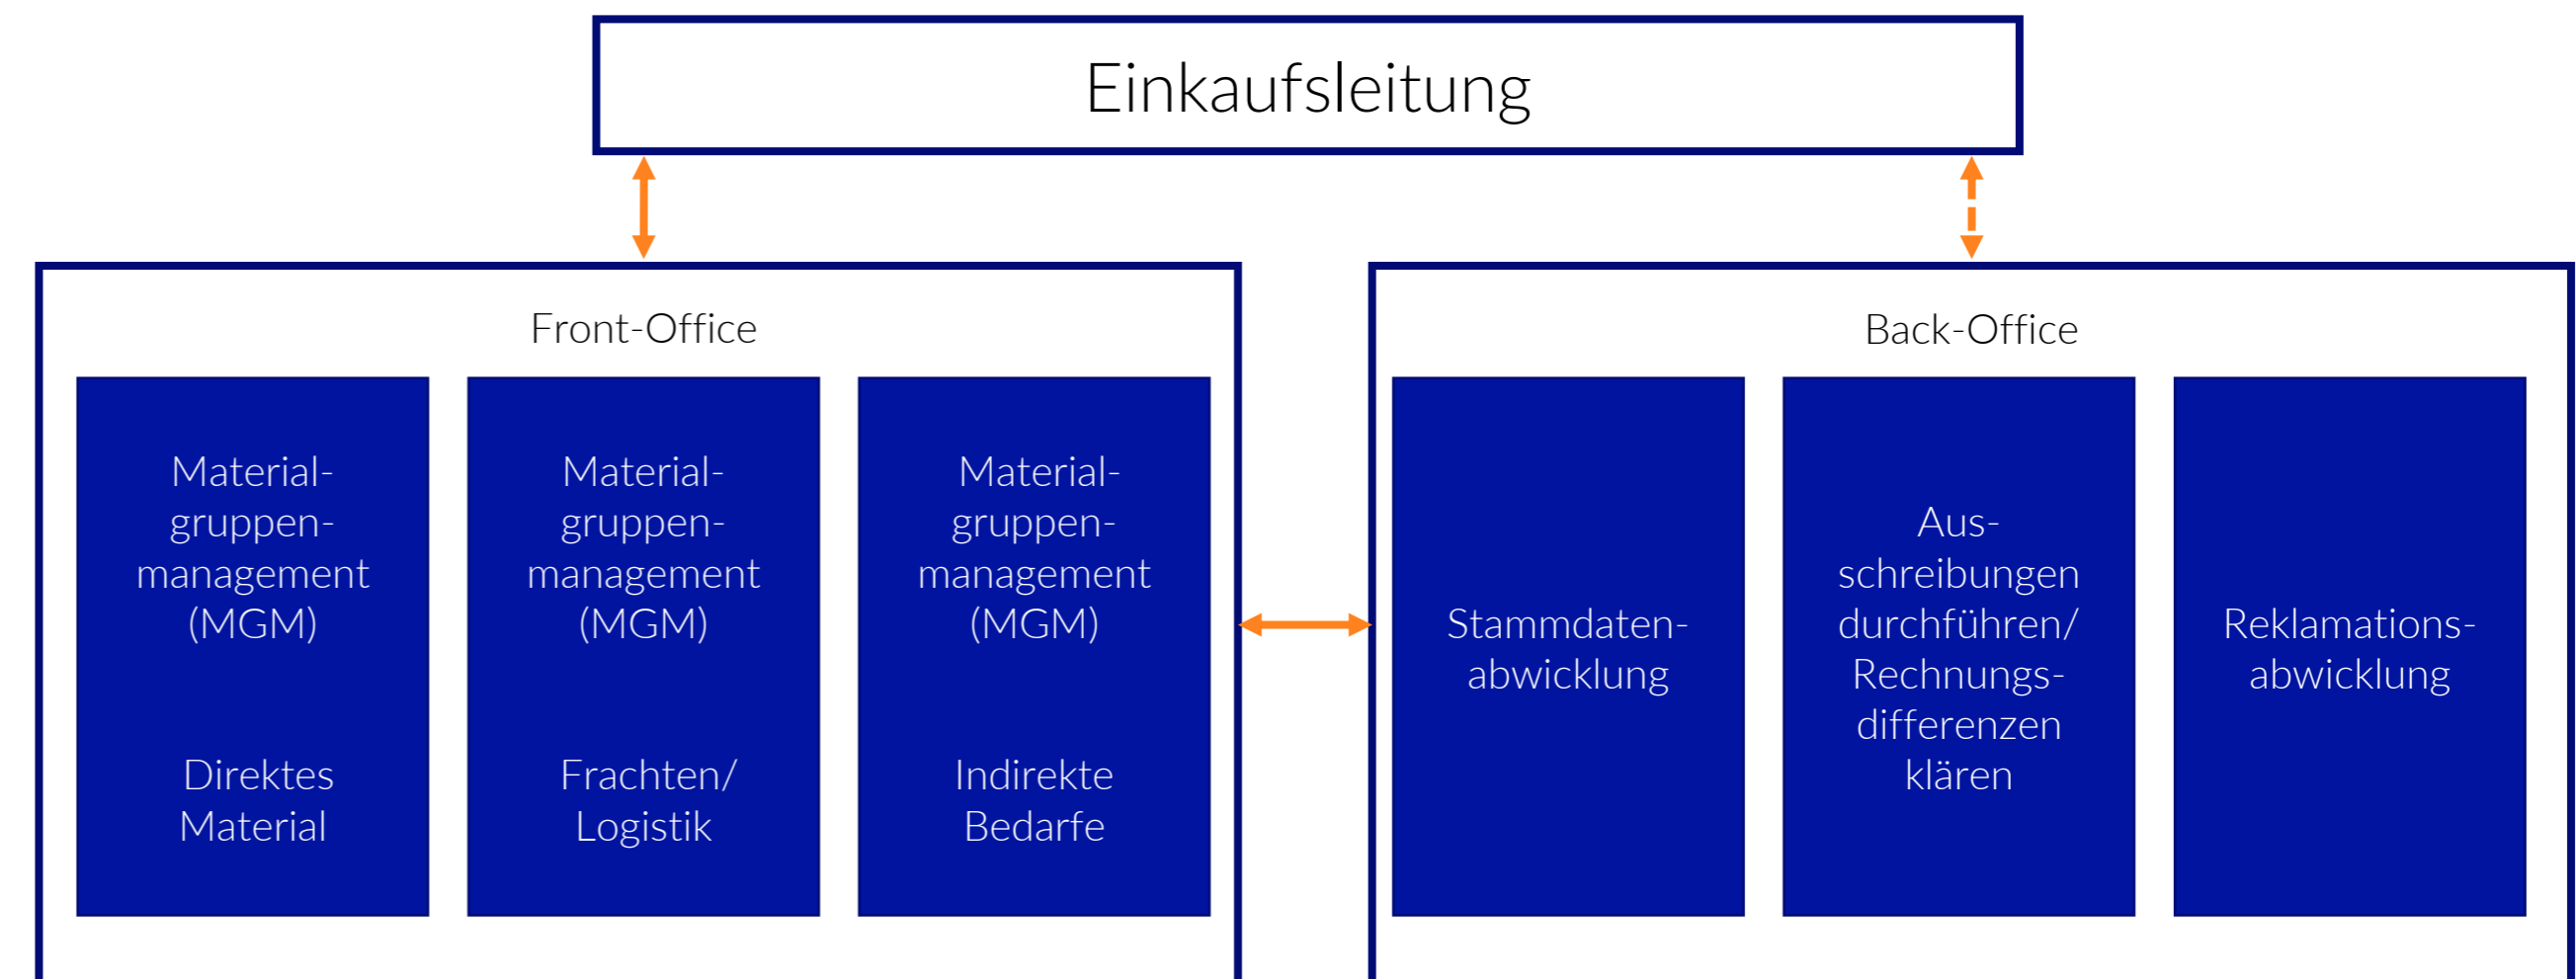 Einkaufsleitung
Front-Office
Material-
gruppen-
management
(MGM)
Direktes
Material
Material-
gruppen-
management
(MGM)
Frachten/
Logistik
Material-
gruppen-
management
(MGM)
Indirekte
Bedarfe
Back-Office
Stammdaten-
abwicklung
Aus-
schreibungen
durchführen/
Rechnungs-
differenzen
klären
Reklamations-
abwicklung